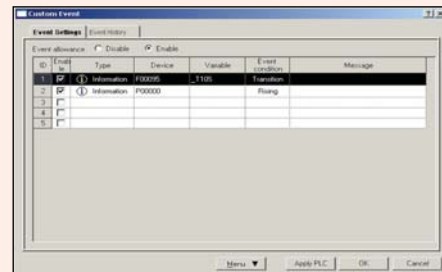 Custom Event
Event Settings Event History
Event allowance Disable Enable
ID Enable Type Device Variable Event condition Message
1 Information F00095 _T10S Transition
2 Information P00000 Rising
3
4
5
Menu ▼ Apply PLC OK Cancel